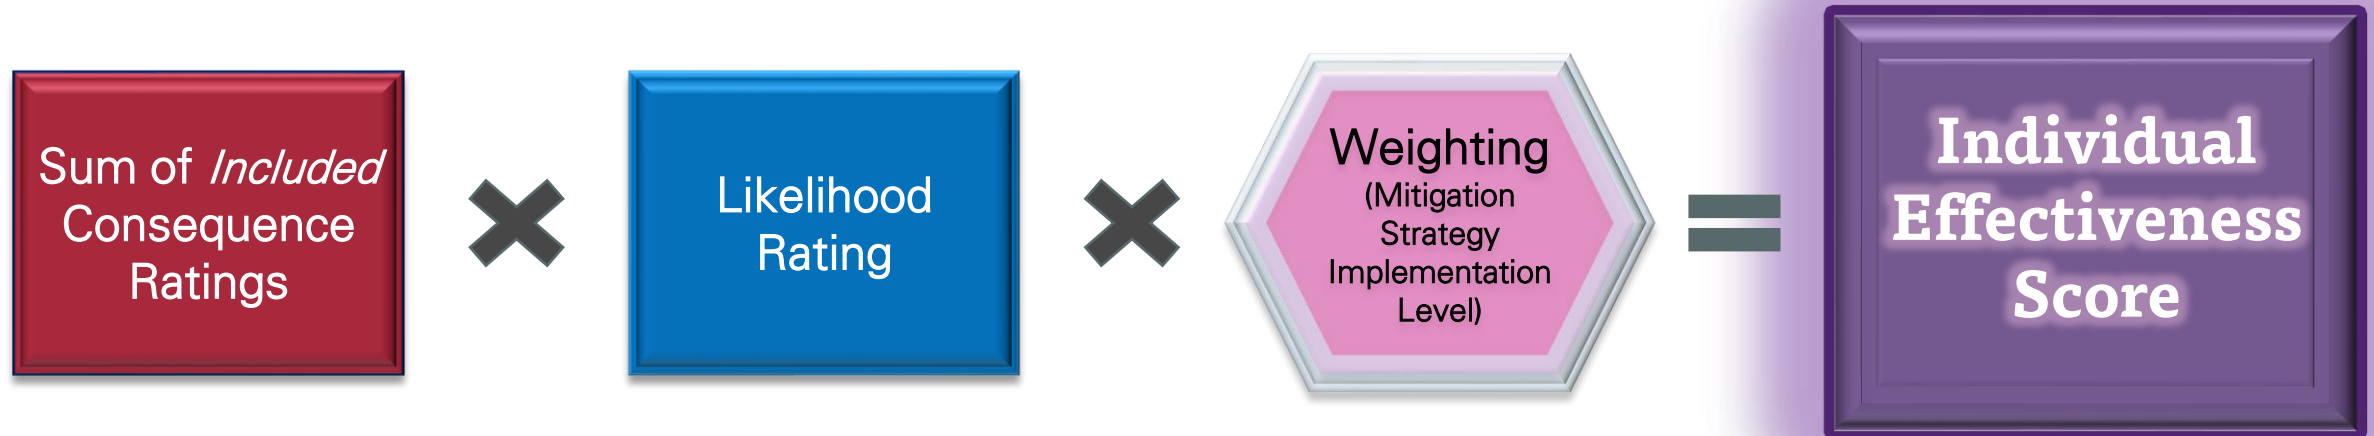 Sum of Included
Consequence
Ratings
Likelihood
Rating
Weighting
(Mitigation
Strategy
Implementation
Level)
Individual
Effectiveness
Score